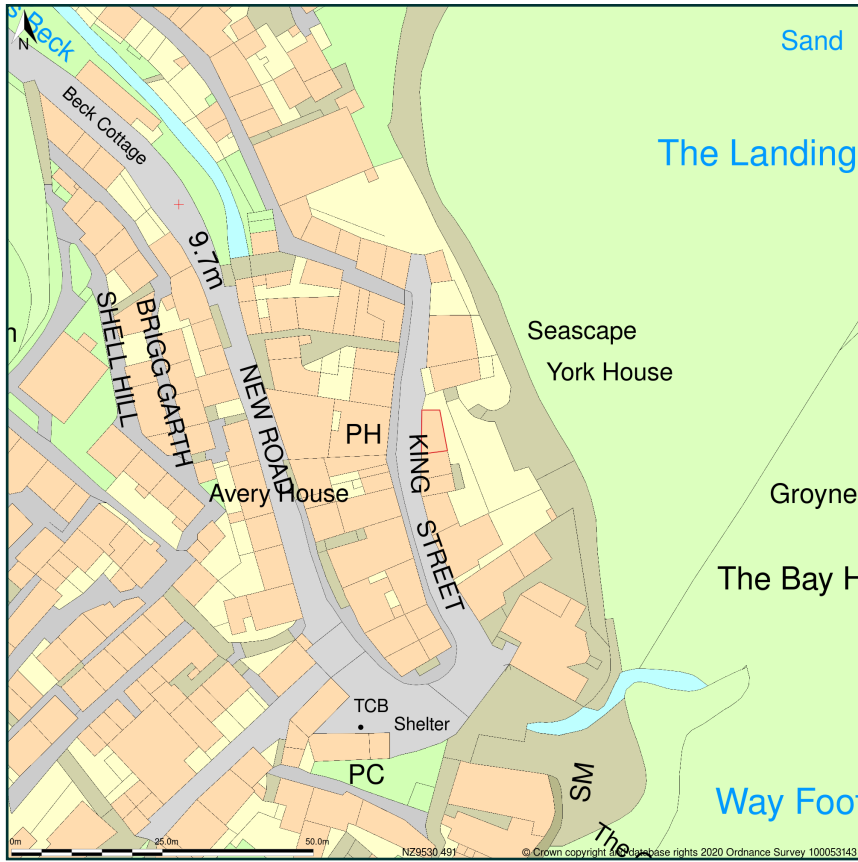 s Beck
N
Sand
The Landing
Beck Cottage
9.7m
SHELL HILL
BRIGG GARTH
n
Seascape
York House
NEW ROAD
PH
KING STREET
Avery House
Groyne
The Bay H
TCB
Shelter
PC
SM
Way Foot
The
0m
25.0m
50.0m
NZ9530 491
© Crown copyright and database rights 2020 Ordnance Survey 100053143